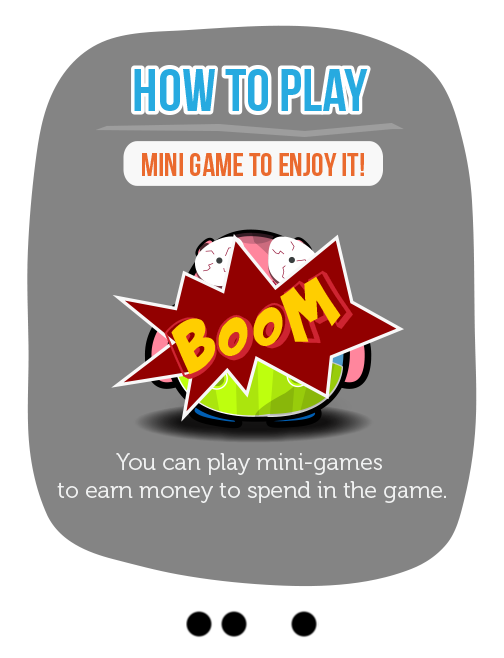 HOW TO PLAY
MINI GAME TO ENJOY IT!
BOOM
You can play mini-games
to earn money to spend in the game.